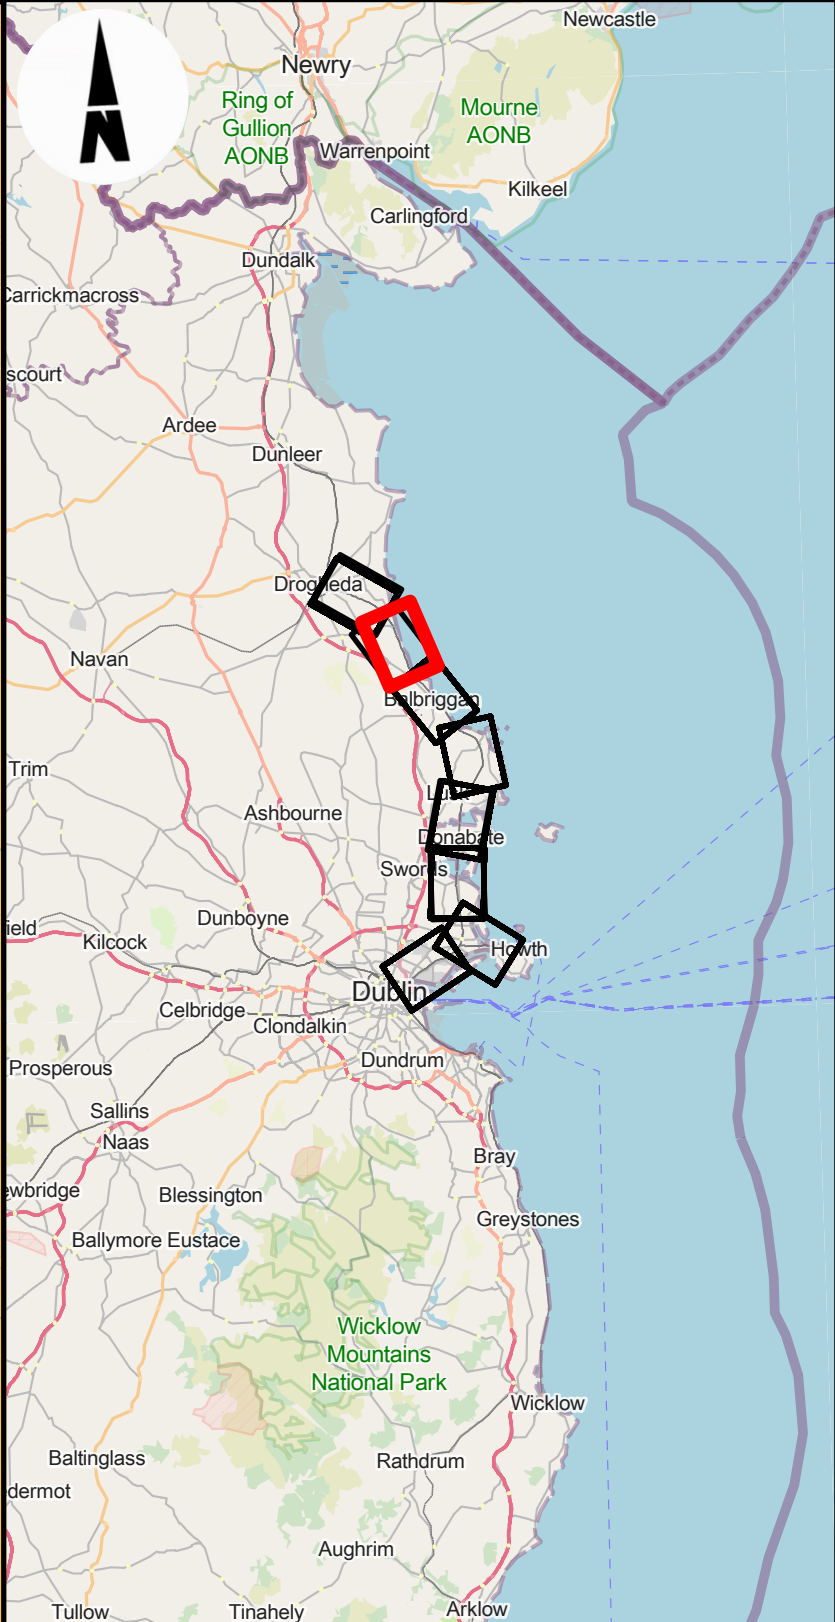 Newcastle
Newry
Ring of
Gullion
AONB
Mourne
AONB
N
Warrenpoint
Kilkeel
Carlingford
Dundalk
Carrickmacross
scourt
Ardee
Dunleer
Drogheda
Navan
Balbriggan
Trim
Lusk
Ashbourne
Donabate
Swords
Dunboyne
ield
Kilcock
Howth
Dublin
Celbridge
Clondalkin
Dundrum
Prosperous
Sallins
Naas
Bray
ewbridge
Blessington
Greystones
Ballymore Eustace
Wicklow
Mountains
National Park
Wicklow
Baltinglass
Rathdrum
dermot
Aughrim
Tullow
Tinahely
Arklow